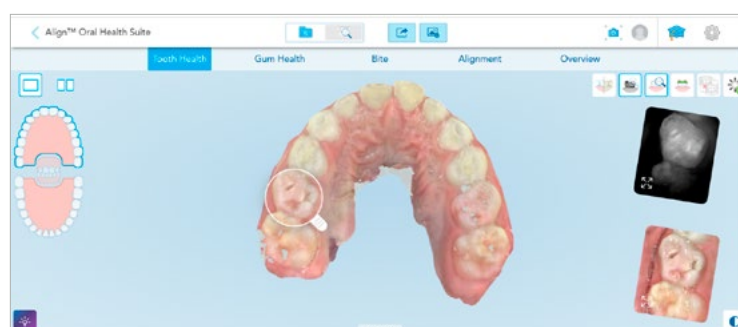 Align™ Oral Health Suite
Tooth Health Gum Health Bite Alignment Overview